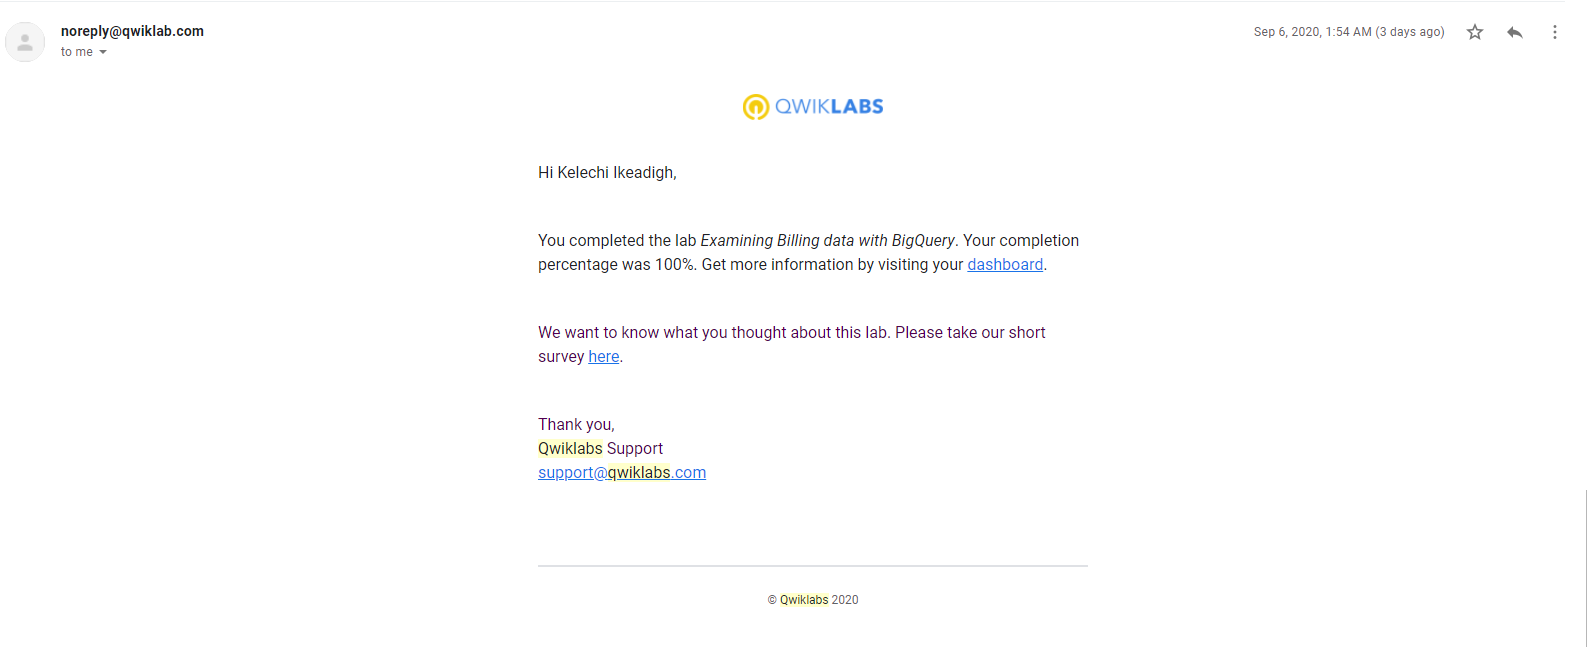 noreply@qwiklab.com
Sep 6, 2020, 1:54 AM (3 days ago)
to me
QWIKLABS
Hi Kelechi Ikeadigh,
You completed the lab Examining Billing data with BigQuery. Your completion
percentage was 100%. Get more information by visiting your dashboard.
We want to know what you thought about this lab. Please take our short
survey here.
Thank you,
Qwiklabs Support
support@qwiklabs.com
© Qwiklabs 2020